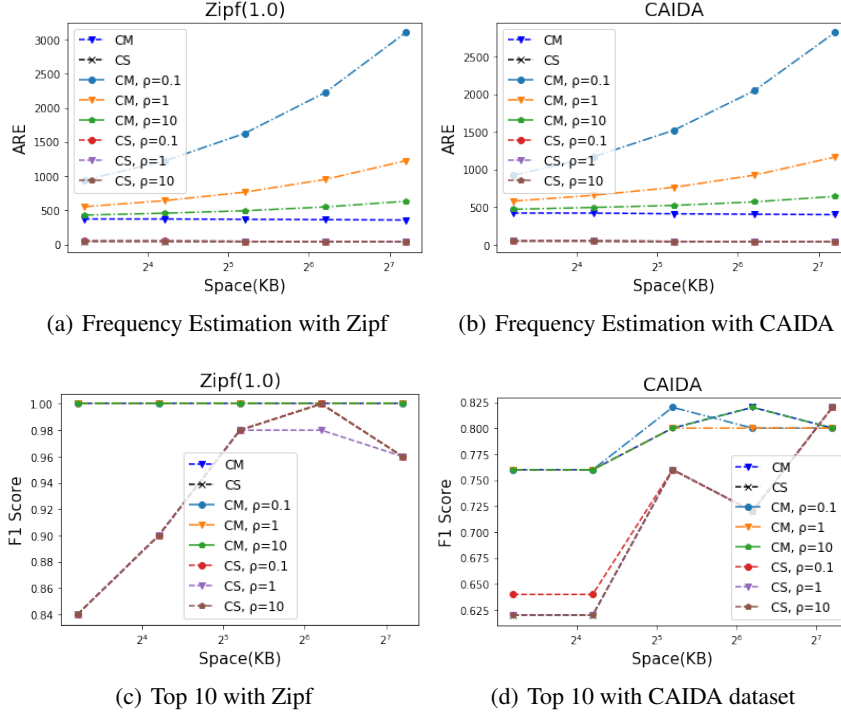 Zipf(1.0)
ARE
3000
2500
2000
1500
1000
500
0
CM
CS
CM, ρ=0.1
CM, ρ=1
CM, ρ=10
CS, ρ=0.1
CS, ρ=1
CS, ρ=10
2^4 2^5 2^6 2^7
Space(KB)
(a) Frequency Estimation with Zipf
CAIDA
2500
2000
1500
1000
500
0
CM
CS
CM, ρ=0.1
CM, ρ=1
CM, ρ=10
CS, ρ=0.1
CS, ρ=1
CS, ρ=10
2^4 2^5 2^6 2^7
Space(KB)
(b) Frequency Estimation with CAIDA
Zipf(1.0)
F1 Score
1.00
0.98
0.96
0.94
0.92
0.90
0.88
0.86
0.84
CM
CS
CM, ρ=0.1
CM, ρ=1
CM, ρ=10
CS, ρ=0.1
CS, ρ=1
CS, ρ=10
2^4 2^5 2^6 2^7
Space(KB)
(c) Top 10 with Zipf
CAIDA
F1 Score
0.825
0.800
0.775
0.750
0.725
0.700
0.675
0.650
0.625
CM
CS
CM, ρ=0.1
CM, ρ=1
CM, ρ=10
CS, ρ=0.1
CS, ρ=1
CS, ρ=10
2^4 2^5 2^6 2^7
Space(KB)
(d) Top 10 with CAIDA dataset